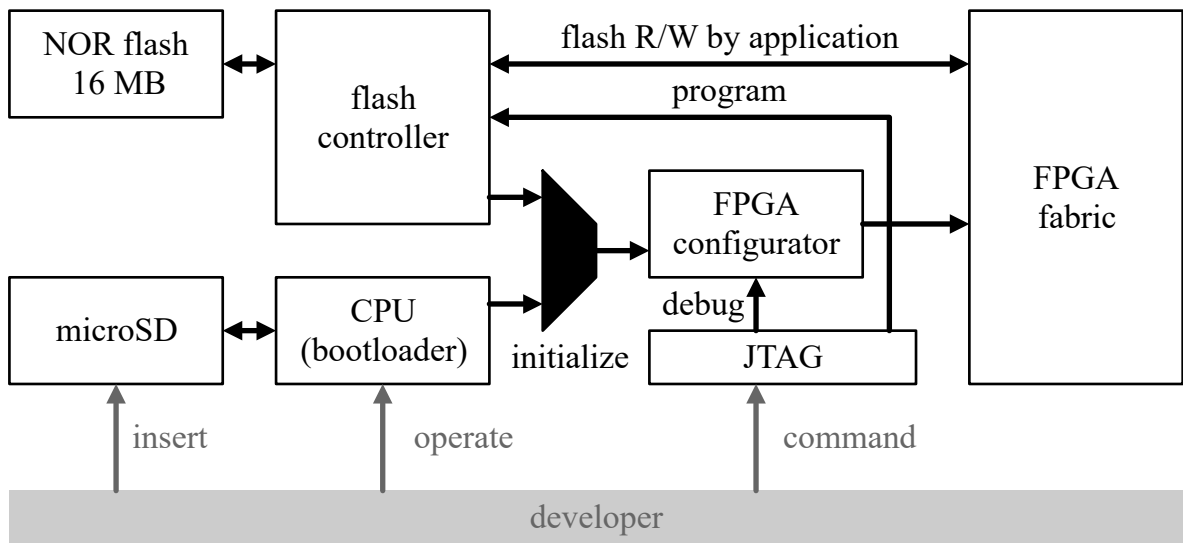 NOR flash
16 MB
flash
controller
flash R/W by application
program
FPGA
configurator
FPGA
fabric
microSD
CPU
(bootloader)
initialize
debug
JTAG
insert
operate
command
developer